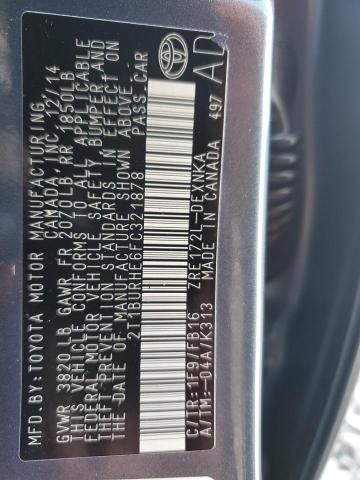 MFD.BY:TOYOTA MOTOR MANUFACTURING
CANADA, INC. 12/14
GVWR 3820LB GAWR FR 2070LB RR 1850LB
THIS VEHICLE CONFORMS TO ALL APPLICABLE
FEDERAL MOTOR VEHICLE SAFETY, BUMPER, AND
THEFT PREVENTION STANDARDS IN EFFECT ON
THE DATE OF MANUFACTURE SHOWN ABOVE.
2T1BURHE6FC321878 PASS.CAR
C/TR:1F9/FB16 ZRE172L-DEXNKA
A/TM:-04A/K313 MADE IN CANADA
497
TOYOTA